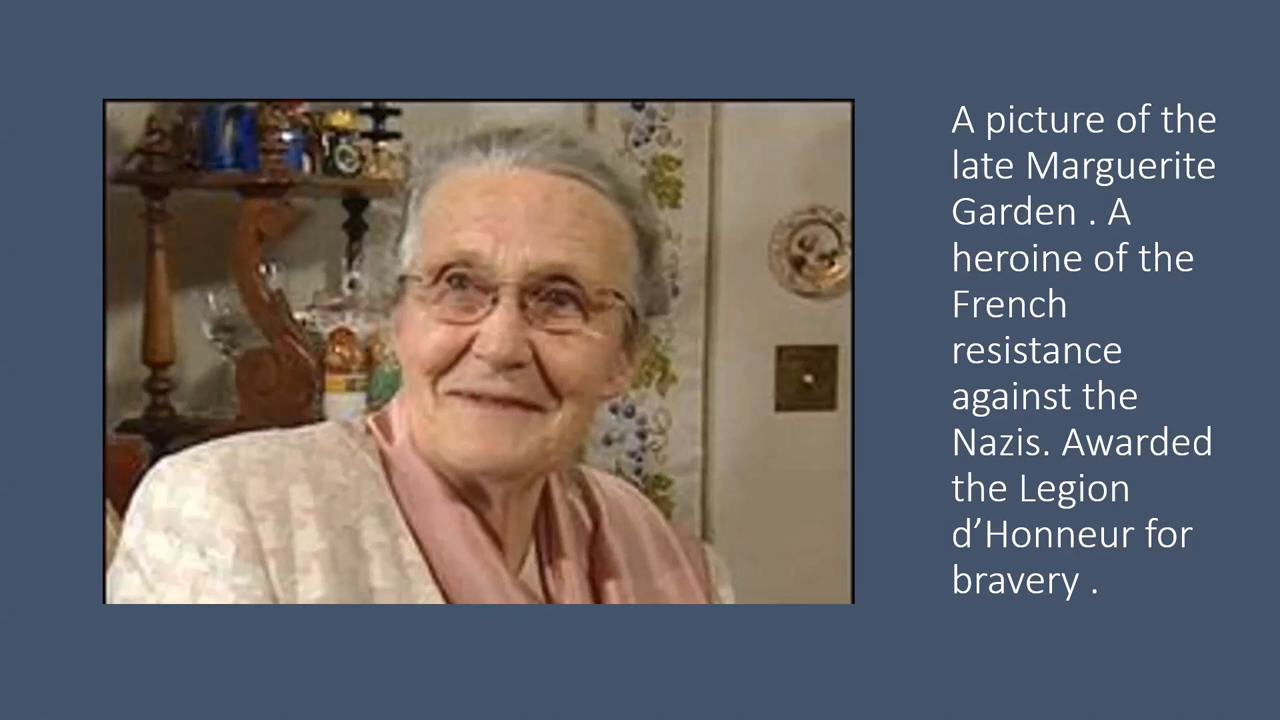 A picture of the
late Marguerite
Garden . A
heroine of the
French
resistance
against the
Nazis. Awarded
the Legion
d’Honneur for
bravery .